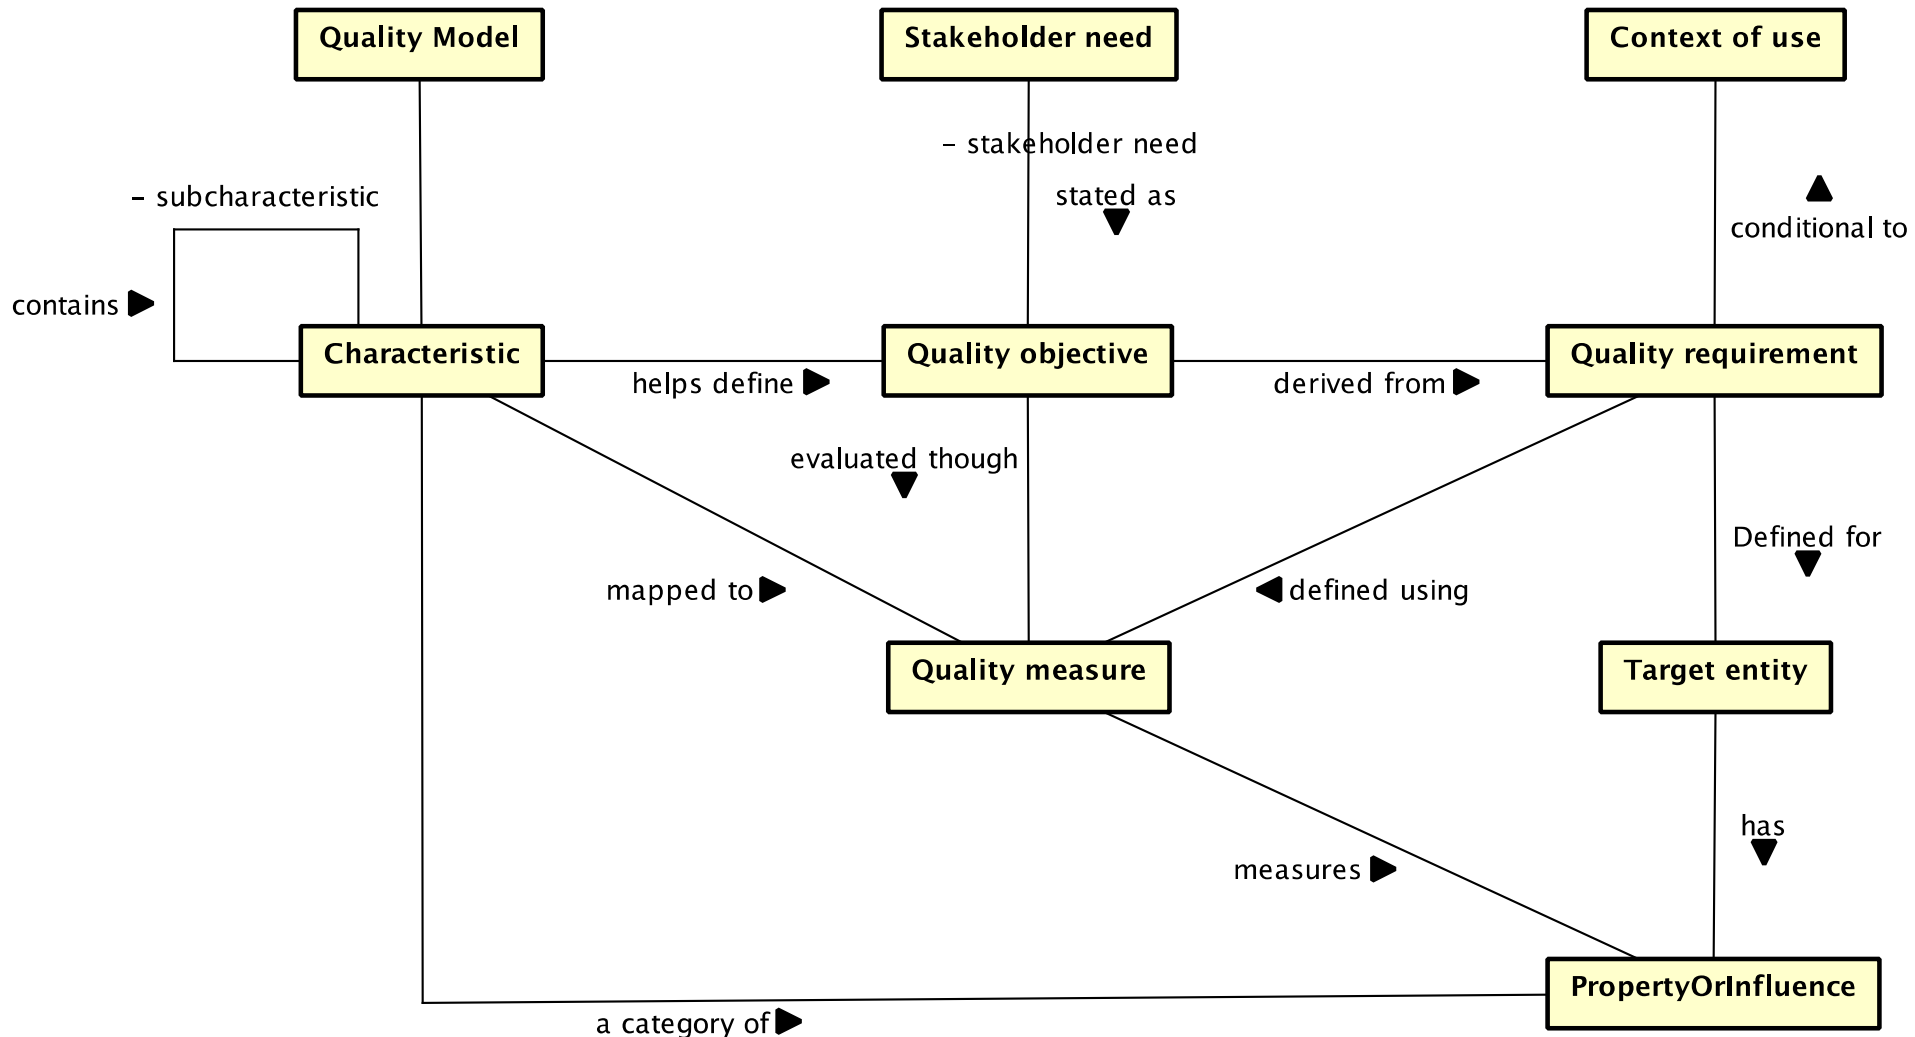 Quality Model
Stakeholder need
Context of use
- stakeholder need
- subcharacteristic
stated as
conditional to
contains
Characteristic
Quality objective
Quality requirement
helps define
derived from
evaluated though
Defined for
mapped to
defined using
Quality measure
Target entity
has
measures
PropertyOrInfluence
a category of